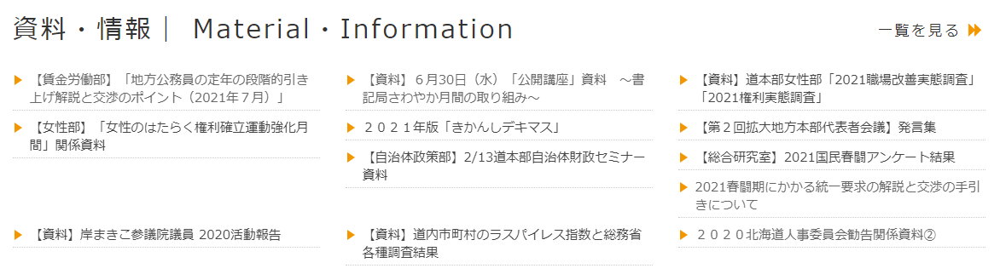 資料・情報｜ Material・Information
一覧を見る
【賃金労働部】「地方公務員の定年の段階的引き
上げ解説と交渉のポイント（2021年７月）」
【資料】６月30日（水）「公開講座」資料　～書
記局さわやか月間の取り組み～
【資料】道本部女性部「2021職場改善実態調査」
「2021権利実態調査」
【女性部】「女性のはたらく権利確立運動強化月
間」関係資料
２０２１年版「きかんしデキマス」
【第２回拡大地方本部代表者会議】発言集
【自治体政策部】2/13道本部自治体財政セミナー
資料
【総合研究室】2021国民春闘アンケート結果
2021春闘期にかかる統一要求の解説と交渉の手引
きについて
【資料】岸まきこ参議院議員 2020活動報告
【資料】道内市町村のラスパイレス指数と総務省
各種調査結果
２０２０北海道人事委員会勧告関係資料②